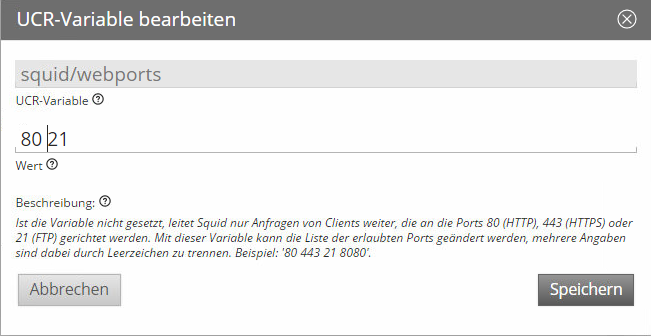 UCR-Variable bearbeiten
squid/webports
UCR-Variable
80 21
Wert
Beschreibung:
Ist die Variable nicht gesetzt, leitet Squid nur Anfragen von Clients weiter, die an die Ports 80 (HTTP), 443 (HTTPS) oder
21 (FTP) gerichtet werden. Mit dieser Variable kann die Liste der erlaubten Ports geändert werden, mehrere Angaben
sind dabei durch Leerzeichen zu trennen. Beispiel: '80 443 21 8080'.
Abbrechen Speichern